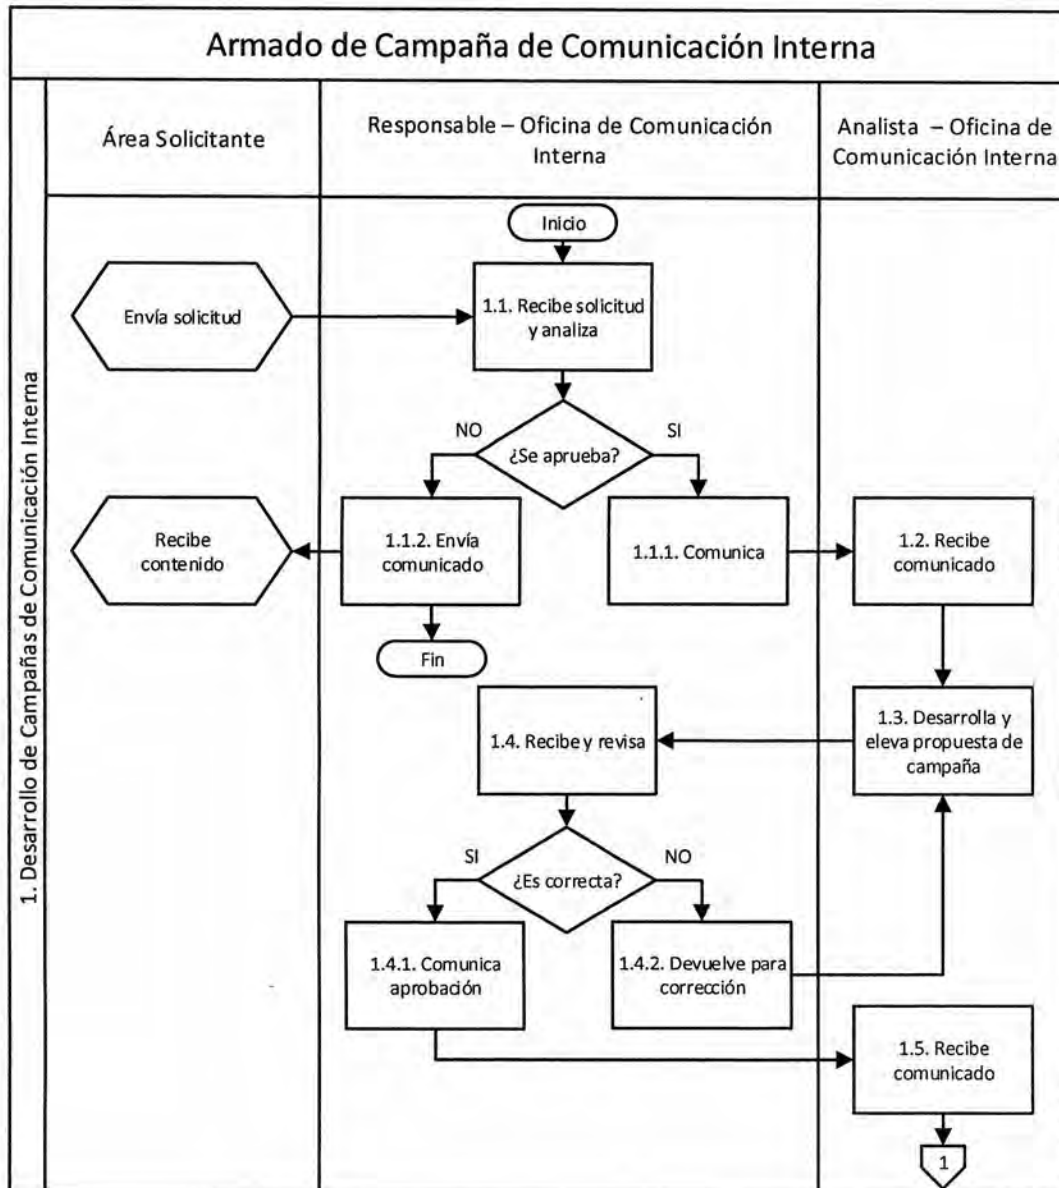 Armado de Campaña de Comunicación Interna
1. Desarrollo de Campañas de Comunicación Interna
Área Solicitante
Responsable – Oficina de Comunicación
Interna
Analista – Oficina de
Comunicación Interna
Inicio
Envía solicitud
1.1. Recibe solicitud
y analiza
NO
SI
¿Se aprueba?
Recibe
contenido
1.1.2. Envía
comunicado
1.1.1. Comunica
1.2. Recibe
comunicado
Fin
1.4. Recibe y revisa
1.3. Desarrolla y
eleva propuesta de
campaña
SI
NO
¿Es correcta?
1.4.1. Comunica
aprobación
1.4.2. Devuelve para
corrección
1.5. Recibe
comunicado
1